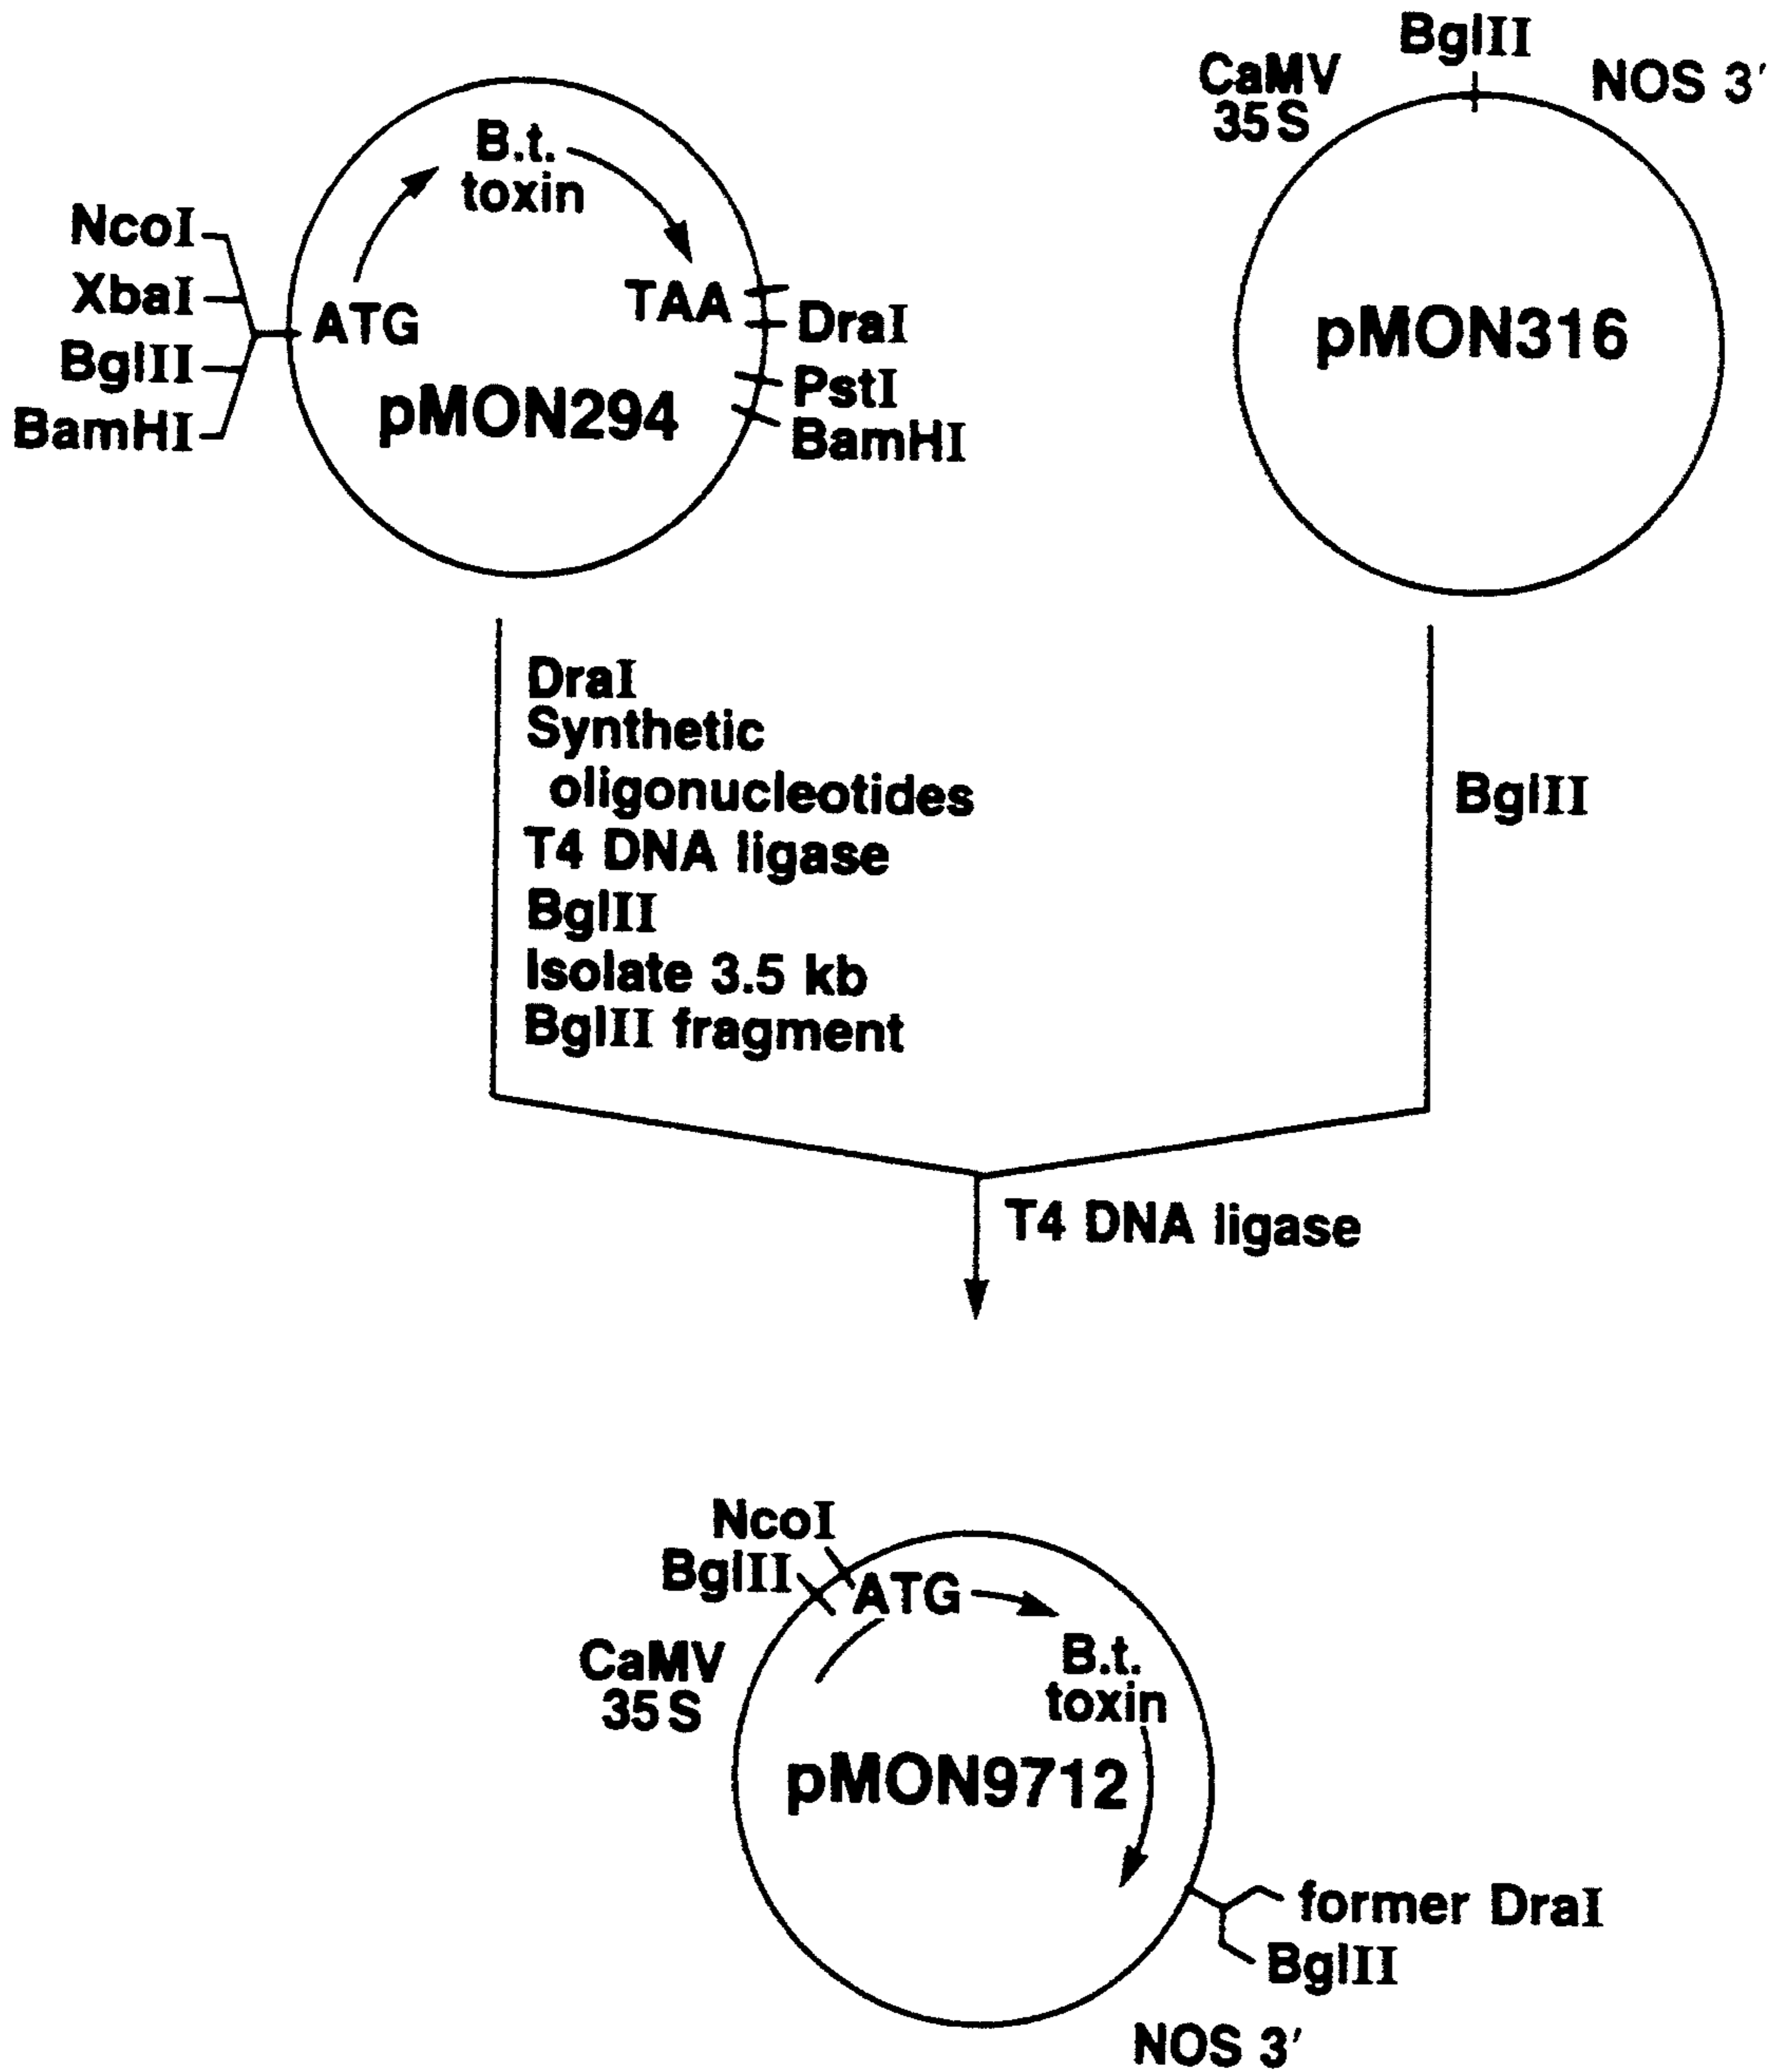 B.t.
toxin
NcoI
XbaI
BglII
BamHI
ATG
TAA
DraI
PstI
BamHI
pMON294
BglII
CaMV
35S
NOS 3′
pMON316
DraI
Synthetic
oligonucleotides
T4 DNA ligase
BglII
Isolate 3.5 kb
BglII fragment
BglII
T4 DNA ligase
NcoI
BglII
ATG
CaMV
35S
B.t.
toxin
pMON9712
former DraI
BglII
NOS 3′